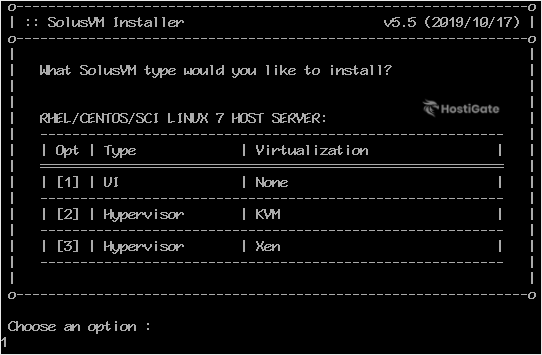 :: SolusVM Installer v5.5 (2019/10/17)
What SolusVM type would you like to install?
HostiGate
RHEL/CENTOS/SCI LINUX 7 HOST SERVER:
| Opt | Type | Virtualization |
| [1] | UI | None |
| [2] | Hypervisor | KVM |
| [3] | Hypervisor | Xen |
Choose an option :
1